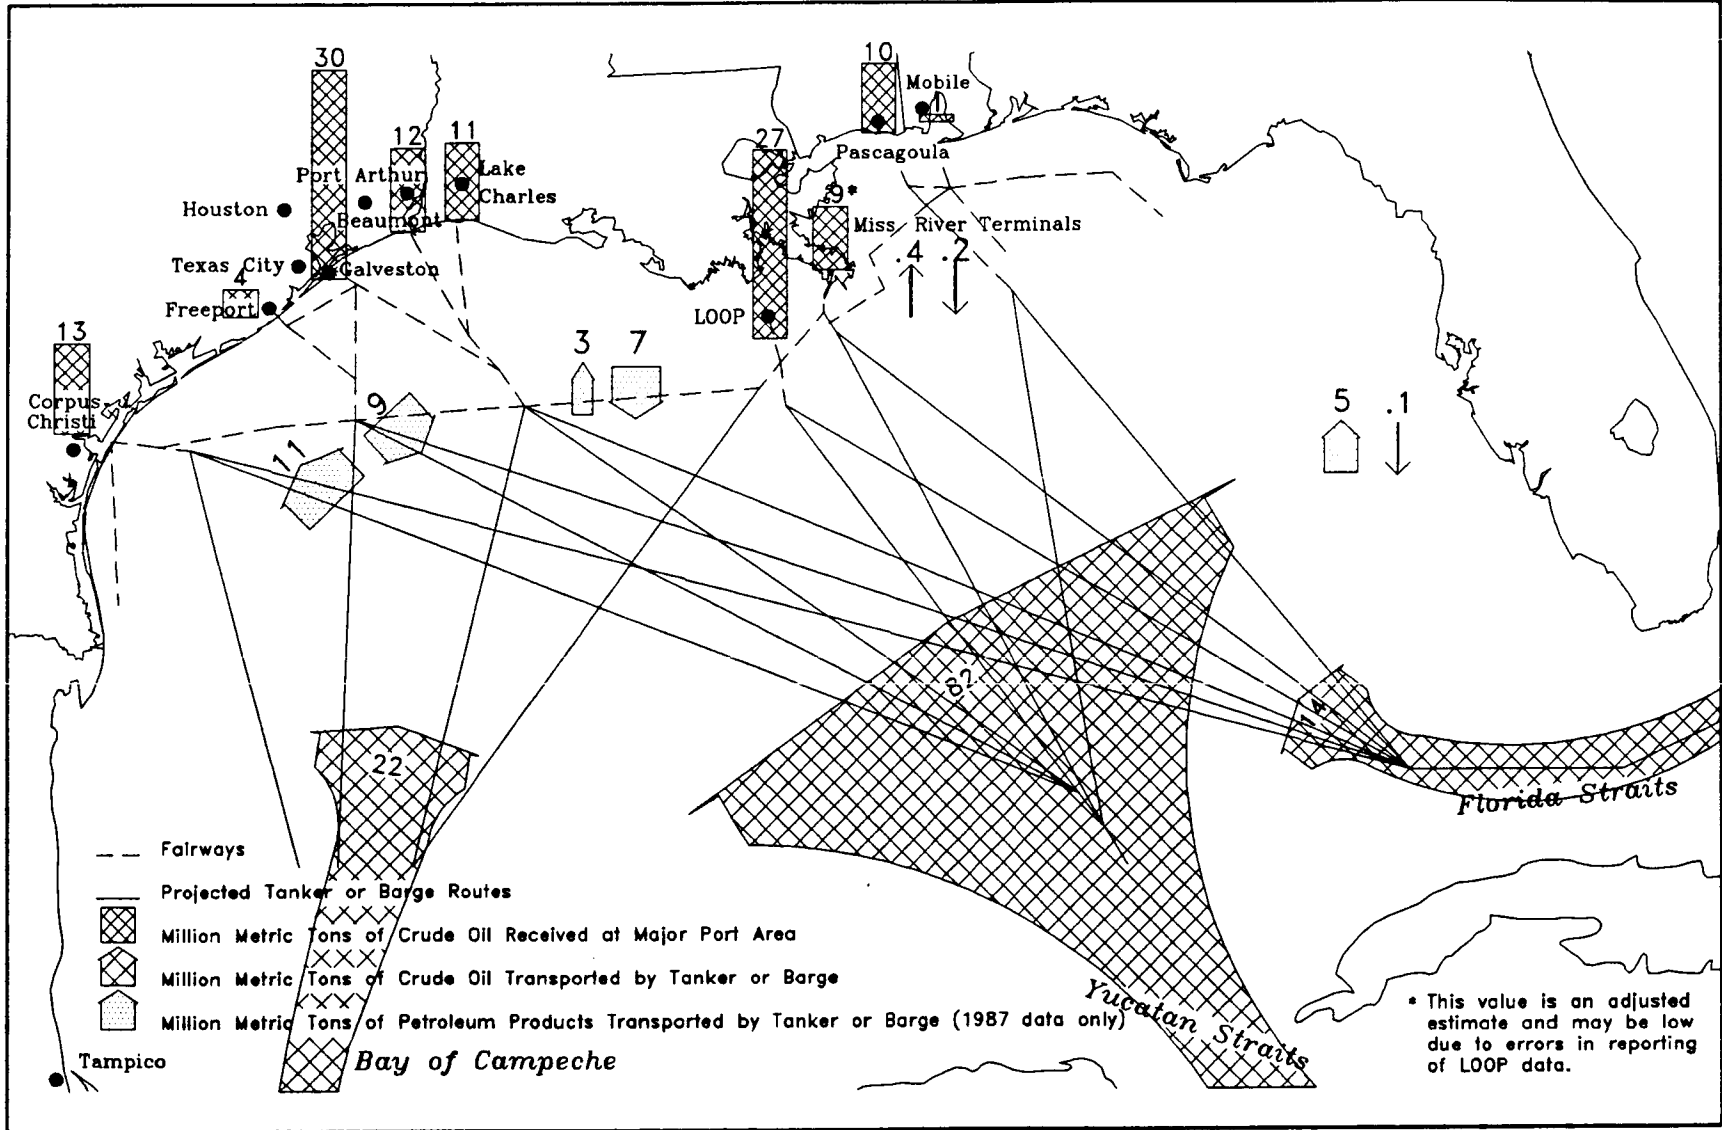 30
10
Mobile
1
12
11
27
Pascagoula
Port Arthur
Lake
Charles
9*
Houston
Beaumont
Miss River Terminals
Texas City
Galveston
4
.4 .2
Freeport
LOOP
13
3 7
Corpus
Christi
9
5 .1
11
82
14
22
Florida Straits
Fairways
Projected Tanker or Barge Routes
Million Metric Tons of Crude Oil Received at Major Port Area
Million Metric Tons of Crude Oil Transported by Tanker or Barge
Million Metric Tons of Petroleum Products Transported by Tanker or Barge (1987 data only)
Yucatan Straits
* This value is an adjusted
estimate and may be low
due to errors in reporting
of LOOP data.
Tampico
Bay of Campeche